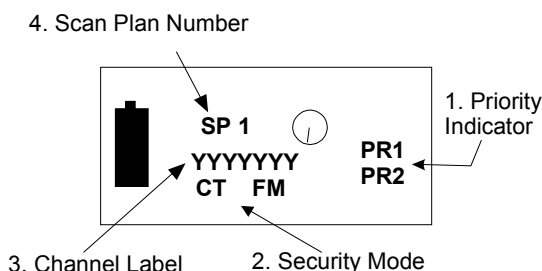 4. Scan Plan Number
1. Priority
Indicator
SP 1
YYYYYYY
CT FM
PR1
PR2
3. Channel Label
2. Security Mode